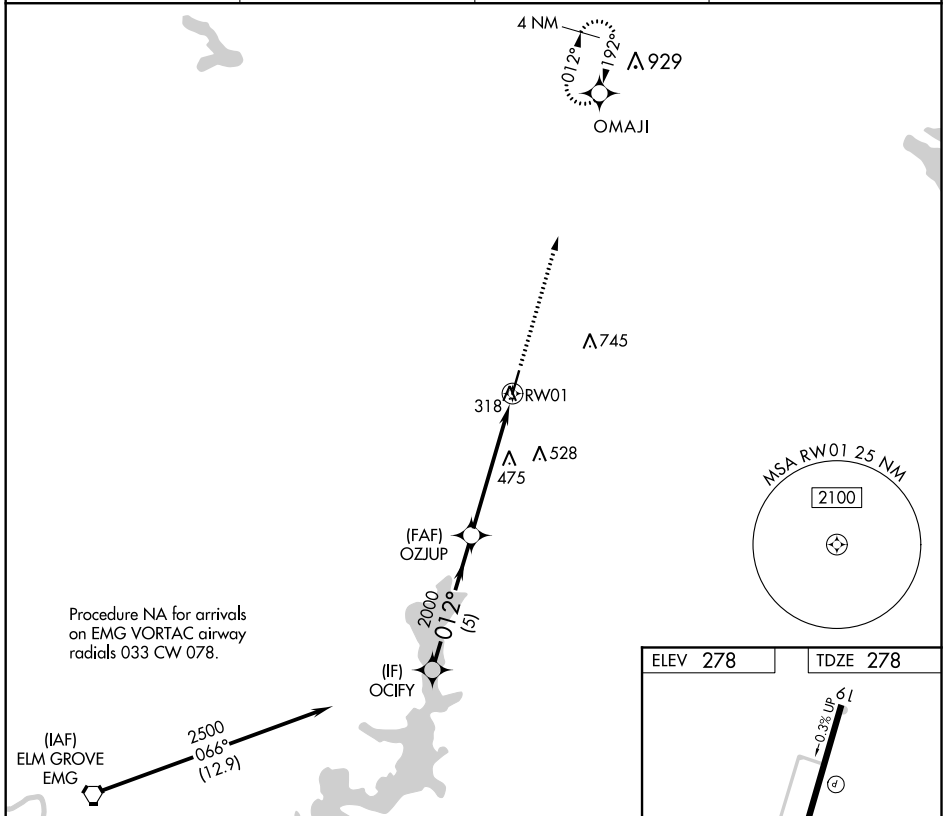 4 NM
012°
192°
929
OMAJI
745
318
RW01
528
475
(FAF)
OZJUP
MSA RW01 25 NM
2100
2000
012°
(5)
Procedure NA for arrivals
on EMG VORTAC airway
radials 033 CW 078.
(IF)
OCIFY
2500
066°
(12.9)
(IAF)
ELM GROVE
EMG
ELEV 278
TDZE 278
19
0.3% UP
P